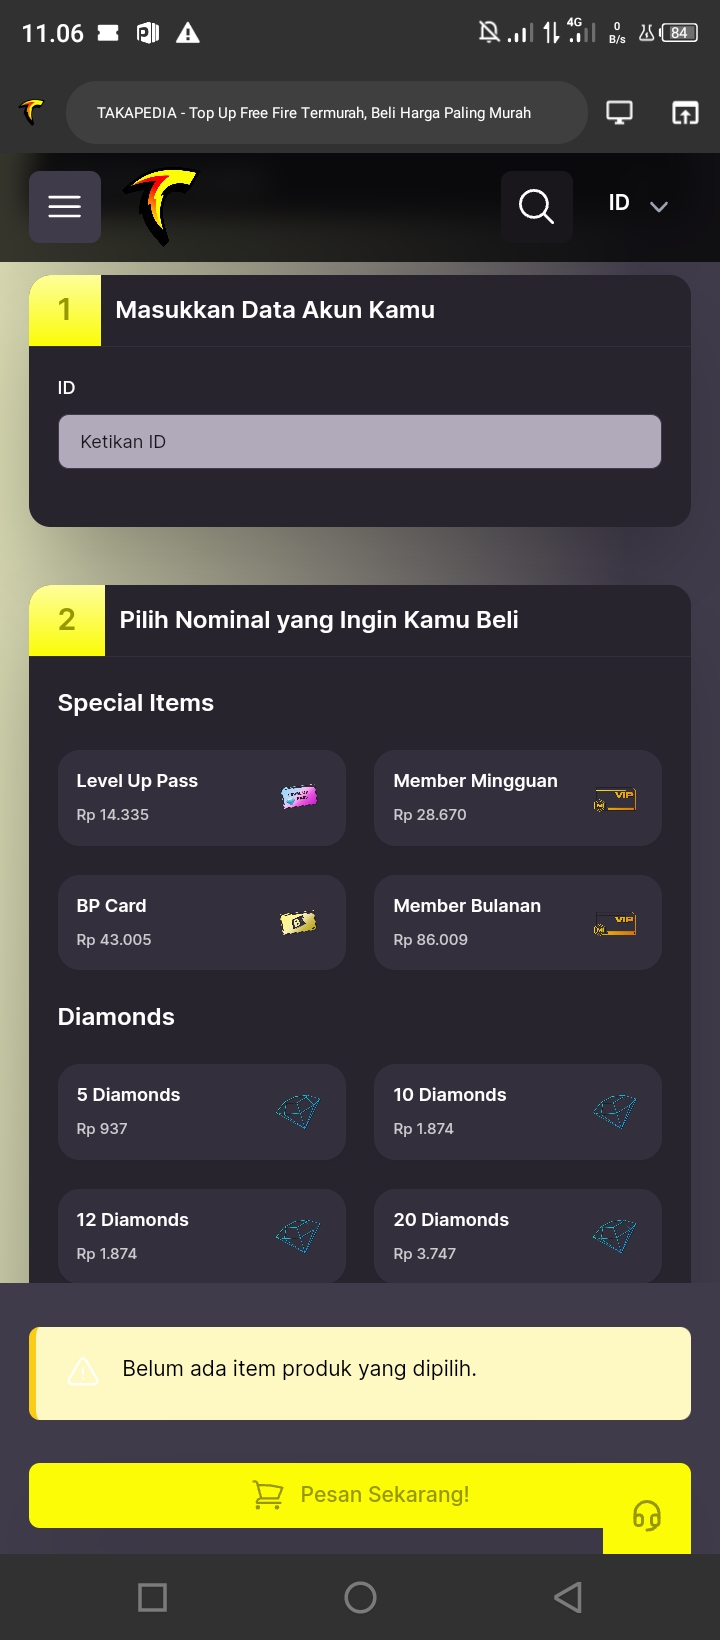 11.06
4G
0
B/s
84
TAKAPEDIA - Top Up Free Fire Termurah, Beli Harga Paling Murah
ID
1
Masukkan Data Akun Kamu
ID
Ketikan ID
2
Pilih Nominal yang Ingin Kamu Beli
Special Items
Level Up Pass
Rp 14.335
Member Mingguan
Rp 28.670
VIP
BP Card
Rp 43.005
Member Bulanan
Rp 86.009
VIP
Diamonds
5 Diamonds
Rp 937
10 Diamonds
Rp 1.874
12 Diamonds
Rp 1.874
20 Diamonds
Rp 3.747
Belum ada item produk yang dipilih.
Pesan Sekarang!